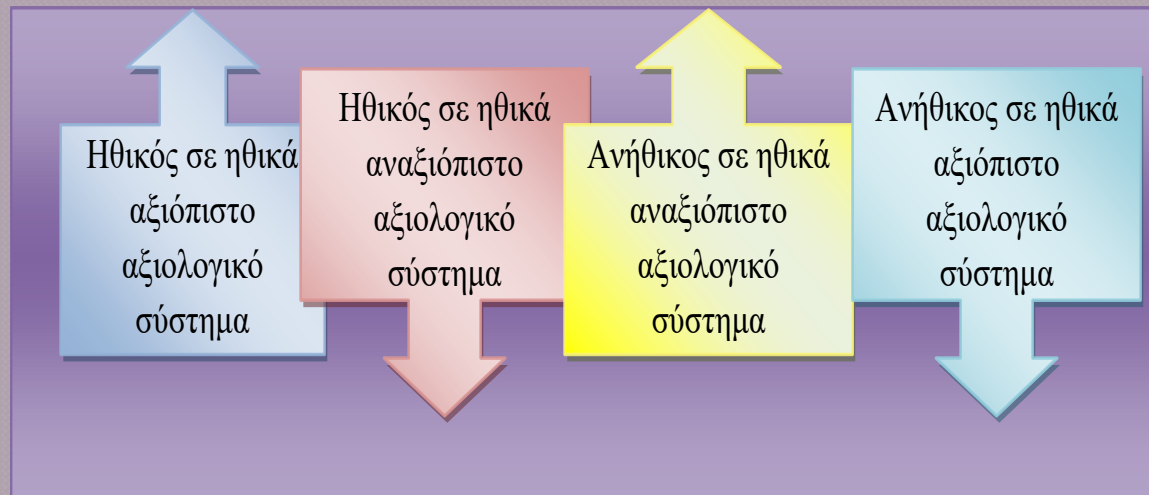 Ηθικός σε ηθικά
αξιόπιστο
αξιολογικό
σύστημα
Ηθικός σε ηθικά
αναξιόπιστο
αξιολογικό
σύστημα
Ανήθικος σε ηθικά
αναξιόπιστο
αξιολογικό
σύστημα
Ανήθικος σε ηθικά
αξιόπιστο
αξιολογικό
σύστημα